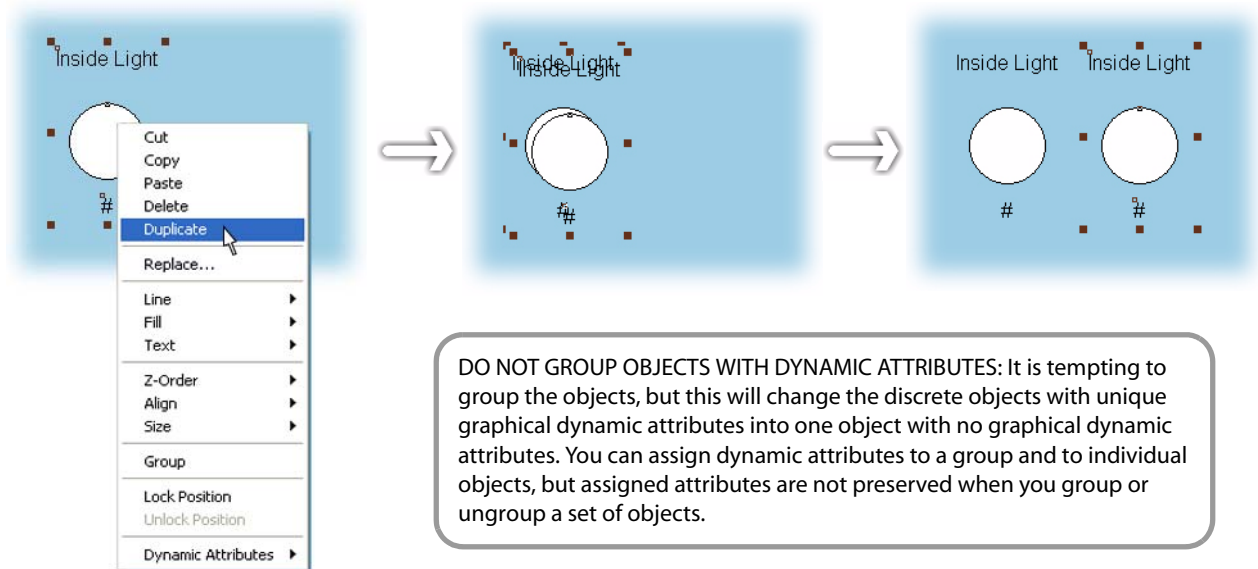 Inside Light
#
Cut
Copy
Paste
Delete
Duplicate
Replace...
Line
Fill
Text
Z-Order
Align
Size
Group
Lock Position
Unlock Position
Dynamic Attributes
Inside Light
Inside Light
#
#
Inside Light
Inside Light
#
#
DO NOT GROUP OBJECTS WITH DYNAMIC ATTRIBUTES: It is tempting to
group the objects, but this will change the discrete objects with unique
graphical dynamic attributes into one object with no graphical dynamic
attributes. You can assign dynamic attributes to a group and to individual
objects, but assigned attributes are not preserved when you group or
ungroup a set of objects.